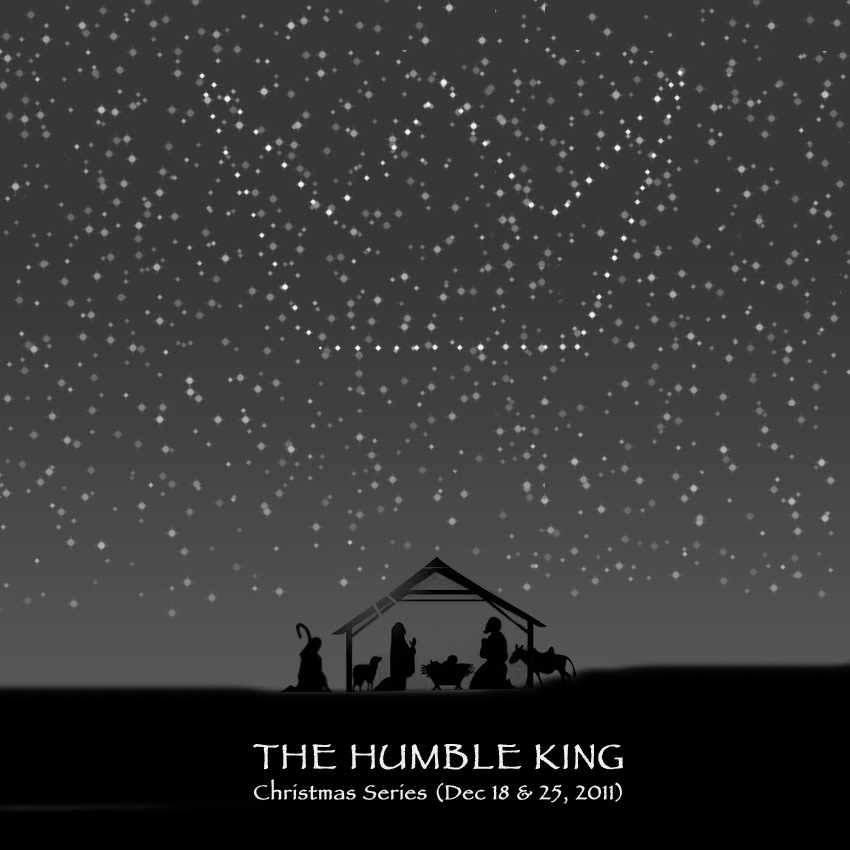 THE HUMBLE KING
Christmas Series (Dec 18 & 25, 2011)